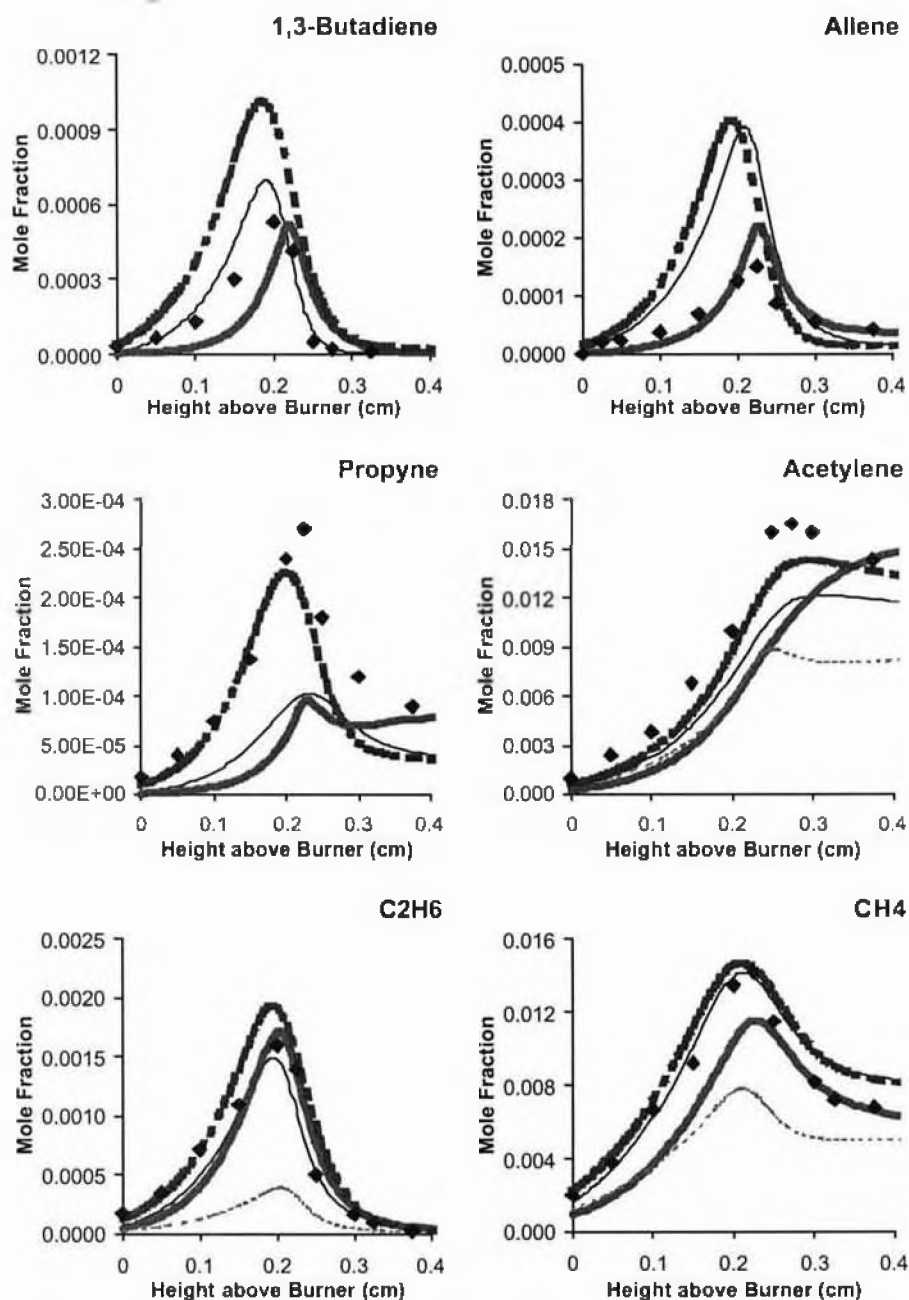 1,3-Butadiene
0.0012
0.0009
0.0006
0.0003
0.0000
Mole Fraction
0 0.1 0.2 0.3 0.4
Height above Burner (cm)
Allene
0.0005
0.0004
0.0003
0.0002
0.0001
0.0000
Mole Fraction
0 0.1 0.2 0.3 0.4
Height above Burner (cm)
Propyne
3.00E-04
2.50E-04
2.00E-04
1.50E-04
1.00E-04
5.00E-05
0.00E+00
Mole Fraction
0 0.1 0.2 0.3 0.4
Height above Burner (cm)
Acetylene
0.018
0.015
0.012
0.009
0.006
0.003
0.000
Mole Fraction
0 0.1 0.2 0.3 0.4
Height above Burner (cm)
C2H6
0.0025
0.0020
0.0015
0.0010
0.0005
0.0000
Mole Fraction
0 0.1 0.2 0.3 0.4
Height above Burner (cm)
CH4
0.016
0.012
0.008
0.004
0.000
Mole Fraction
0 0.1 0.2 0.3 0.4
Height above Burner (cm)